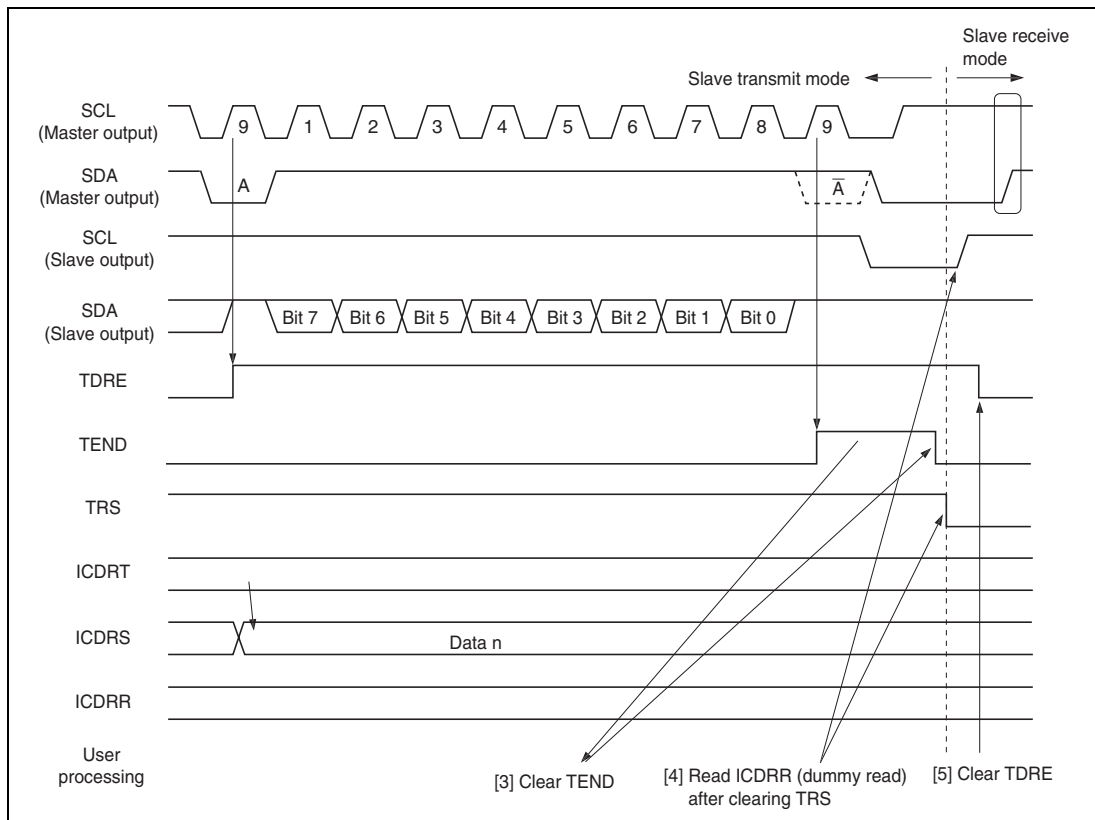 Slave receive
mode
Slave transmit mode
SCL
(Master output)
9 1 2 3 4 5 6 7 8 9
SDA
(Master output)
A A̅
SCL
(Slave output)
SDA
(Slave output)
Bit 7 Bit 6 Bit 5 Bit 4 Bit 3 Bit 2 Bit 1 Bit 0
TDRE
TEND
TRS
ICDRT
ICDRS
Data n
ICDRR
User
processing
[3] Clear TEND
[4] Read ICDRR (dummy read)
after clearing TRS
[5] Clear TDRE